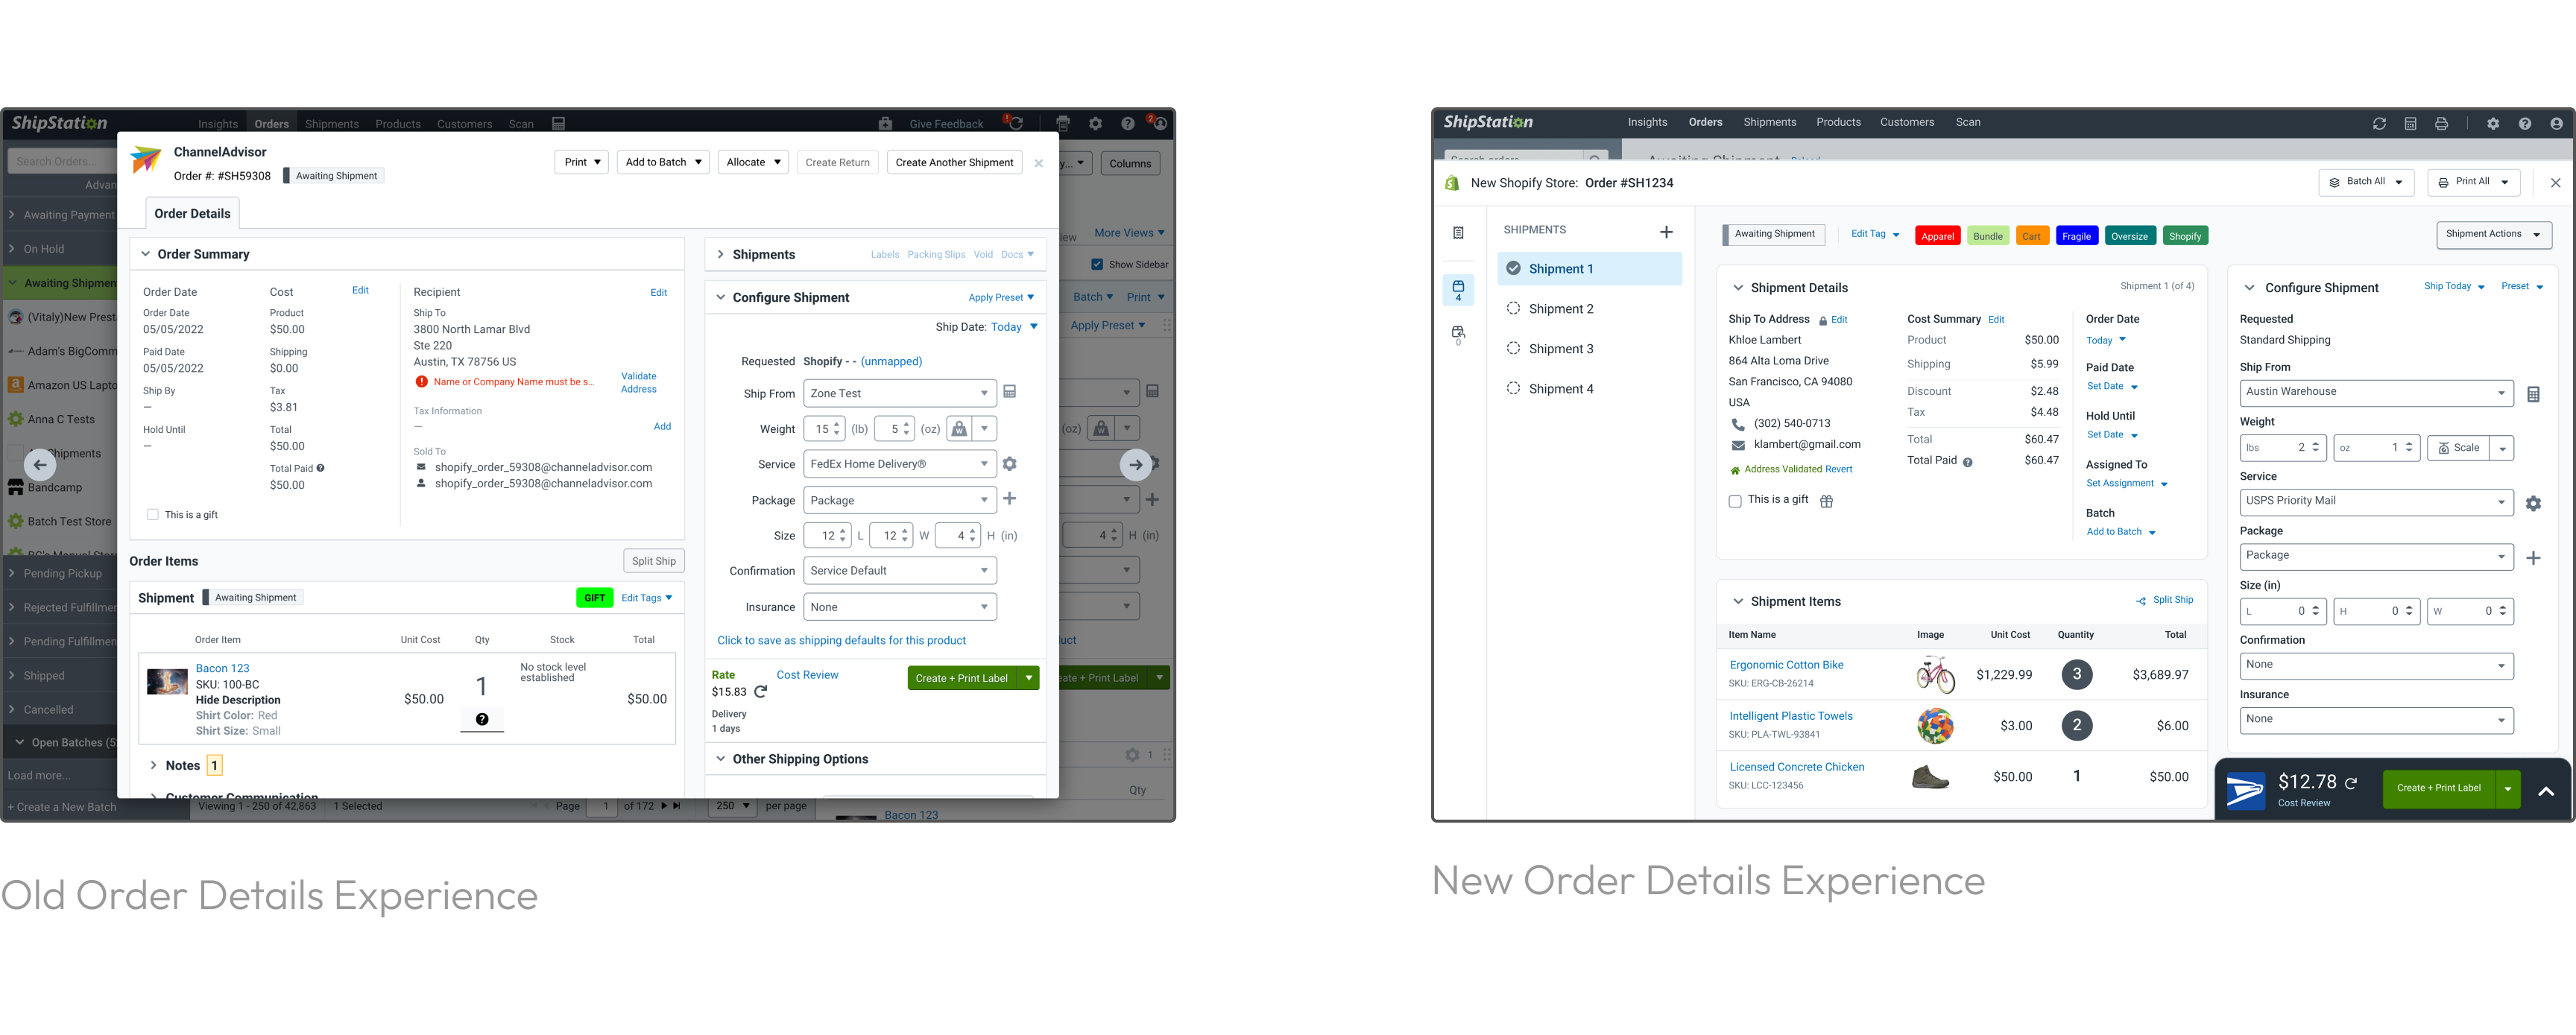 ShipStation
Insights
Orders
Shipments
Products
Customers
Scan
Give Feedback
!
2
Search Orders...
Advan
Awaiting Payment
On Hold
Awaiting Shipmen
(Vitaly)New Prest
Adam's BigComm
Amazon US Lapto
Anna C Tests
Shipments
Bandcamp
Batch Test Store
Pending Pickup
Rejected Fulfillmen
Pending Fulfillmen
Shipped
Cancelled
Open Batches (5
Load more...
+ Create a New Batch
ChannelAdvisor
Order #: #SH59308
Awaiting Shipment
Print
Add to Batch
Allocate
Create Return
Create Another Shipment
Order Details
Order Summary
Order Date
Order Date
05/05/2022
Paid Date
05/05/2022
Ship By
—
Hold Until
—
This is a gift
Cost
Edit
Product
$50.00
Shipping
$0.00
Tax
$3.81
Total
$50.00
Total Paid
$50.00
Recipient
Edit
Ship To
3800 North Lamar Blvd
Ste 220
Austin, TX 78756 US
Name or Company Name must be s...
Validate
Address
Tax Information
—
Add
Sold To
shopify_order_59308@channeladvisor.com
shopify_order_59308@channeladvisor.com
Order Items
Split Ship
Shipment
Awaiting Shipment
GIFT
Edit Tags
Order Item
Unit Cost
Qty
Stock
Total
Bacon 123
SKU: 100-BC
Hide Description
Shirt Color: Red
Shirt Size: Small
$50.00
1
?
No stock level
established
$50.00
Notes
1
Customer Communication
Shipments
Labels
Packing Slips
Void
Docs
Configure Shipment
Apply Preset
Ship Date: Today
Requested
Shopify - - (unmapped)
Ship From
Zone Test
Weight
15 (lb)
5 (oz)
Service
FedEx Home Delivery®
Package
Package
Size
12 L
12 W
4 H (in)
Confirmation
Service Default
Insurance
None
Click to save as shipping defaults for this product
Rate
$15.83
Cost Review
Create + Print Label
Delivery
1 days
Other Shipping Options
y...
Columns
iew
More Views
Show Sidebar
Batch
Print
Apply Preset
(oz)
4 H (in)
uct
ate + Print Label
1
Qty
Viewing 1 - 250 of 42,863
1 Selected
Page 1 of 172
250
per page
Bacon 123
Old Order Details Experience
ShipStation
Insights
Orders
Shipments
Products
Customers
Scan
Search orders
Awaiting Shipment
Reload
New Shopify Store: Order #SH1234
Batch All
Print All
4
0
SHIPMENTS
Shipment 1
Shipment 2
Shipment 3
Shipment 4
Awaiting Shipment
Edit Tag
Apparel
Bundle
Cart
Fragile
Oversize
Shopify
Shipment Actions
Shipment Details
Shipment 1 (of 4)
Ship To Address
Edit
Khloe Lambert
864 Alta Loma Drive
San Francisco, CA 94080
USA
(302) 540-0713
klambert@gmail.com
Address Validated Revert
This is a gift
Cost Summary
Edit
Product $50.00
Shipping $5.99
Discount $2.48
Tax $4.48
Total $60.47
Total Paid $60.47
Order Date
Today
Paid Date
Set Date
Hold Until
Set Date
Assigned To
Set Assignment
Batch
Add to Batch
Shipment Items
Split Ship
Item Name
Image
Unit Cost
Quantity
Total
Ergonomic Cotton Bike
SKU: ERG-CB-26214
$1,229.99
3
$3,689.97
Intelligent Plastic Towels
SKU: PLA-TWL-93841
$3.00
2
$6.00
Licensed Concrete Chicken
SKU: LCC-123456
$50.00
1
$50.00
Configure Shipment
Ship Today
Preset
Requested
Standard Shipping
Ship From
Austin Warehouse
Weight
lbs 2
oz 1
Scale
Service
USPS Priority Mail
Package
Package
Size (in)
L 0
H 0
W 0
Confirmation
None
Insurance
None
$12.78
Cost Review
Create + Print Label
New Order Details Experience